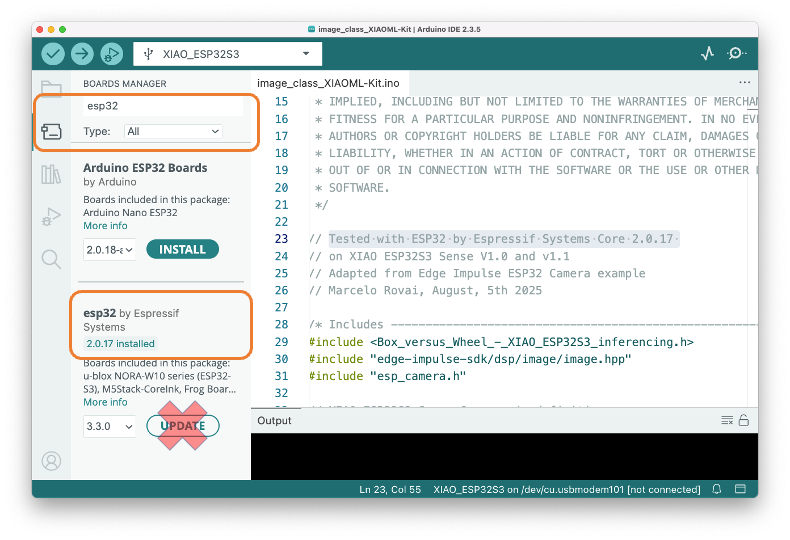 image_class_XIAOML-Kit | Arduino IDE 2.3.5
XIAO_ESP32S3
BOARDS MANAGER
esp32
Type: All
Arduino ESP32 Boards
by Arduino
Boards included in this package:
Arduino Nano ESP32
More info
2.0.18-a
INSTALL
esp32 by Espressif
Systems
2.0.17 installed
Boards included in this package:
u-blox NORA-W10 series (ESP32-
S3), M5Stack-CoreInk, Frog Boar...
More info
3.3.0
UPDATE
image_class_XIAOML-Kit.ino
...
15 * IMPLIED, INCLUDING BUT NOT LIMITED TO THE WARRANTIES OF MERCHAN
16 * FITNESS FOR A PARTICULAR PURPOSE AND NONINFRINGEMENT. IN NO EV
17 * AUTHORS OR COPYRIGHT HOLDERS BE LIABLE FOR ANY CLAIM, DAMAGES
18 * LIABILITY, WHETHER IN AN ACTION OF CONTRACT, TORT OR OTHERWISE
19 * OUT OF OR IN CONNECTION WITH THE SOFTWARE OR THE USE OR OTHER
20 * SOFTWARE.
21 */
22
23 // Tested·with·ESP32·by·Espressif·Systems·Core·2.0.17·
24 // on XIAO ESP32S3 Sense V1.0 and v1.1
25 // Adapted from Edge Impulse ESP32 Camera example
26 // Marcelo Rovai, August, 5th 2025
27
28 /* Includes ----------------------------------------------------
29 #include <Box_versus_Wheel_-_XIAO_ESP32S3_inferencing.h>
30 #include "edge-impulse-sdk/dsp/image/image.hpp"
31 #include "esp_camera.h"
32
Output
Ln 23, Col 55 XIAO_ESP32S3 on /dev/cu.usbmodem101 [not connected]